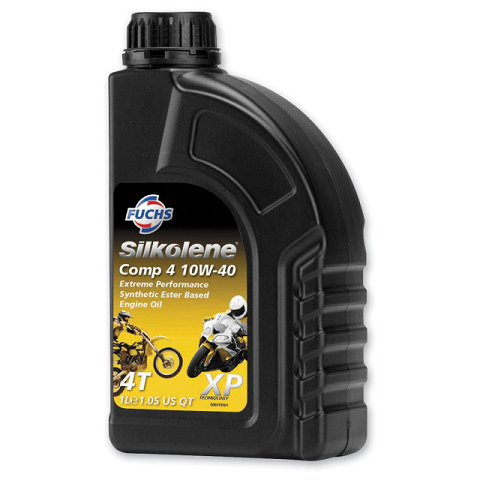 FUCHS
Silkolene®
Comp 4 10W-40
Extreme Performance
Synthetic Ester Based
Engine Oil
4T
XP
TECHNOLOGY
1L℮1.05 US QT